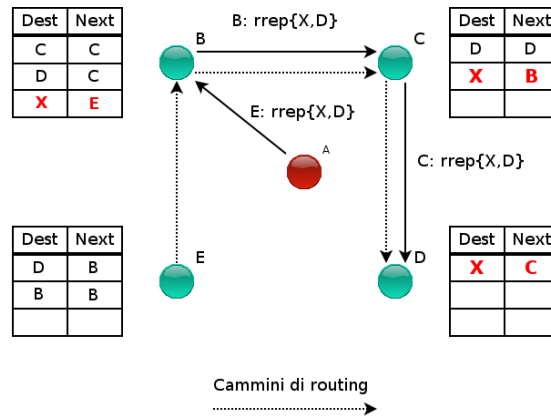 Dest Next
C C
D C
X E
B
B: rrep{X,D}
C
Dest Next
D D
X B
E: rrep{X,D}
A
C: rrep{X,D}
Dest Next
D B
B B
E
D
Dest Next
X C
Cammini di routing